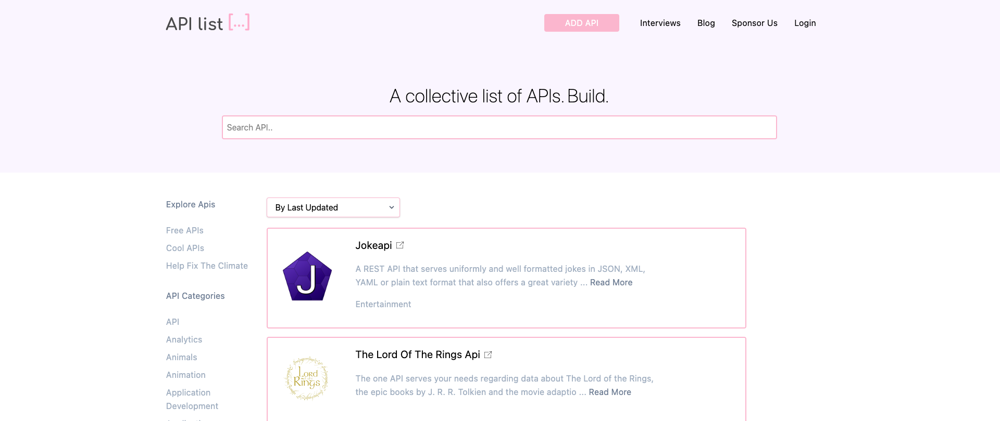 API list [...]
ADD API
Interviews
Blog
Sponsor Us
Login
A collective list of APIs. Build.
Search API..
Explore Apis
Free APIs
Cool APIs
Help Fix The Climate
API Categories
API
Analytics
Animals
Animation
Application
Development
By Last Updated
J
Jokeapi
A REST API that serves uniformly and well formatted jokes in JSON, XML,
YAML or plain text format that also offers a great variety ... Read More
Entertainment
Lord
of the
Rings
The Lord Of The Rings Api
The one API serves your needs regarding data about The Lord of the Rings,
the epic books by J. R. R. Tolkien and the movie adaptio ... Read More